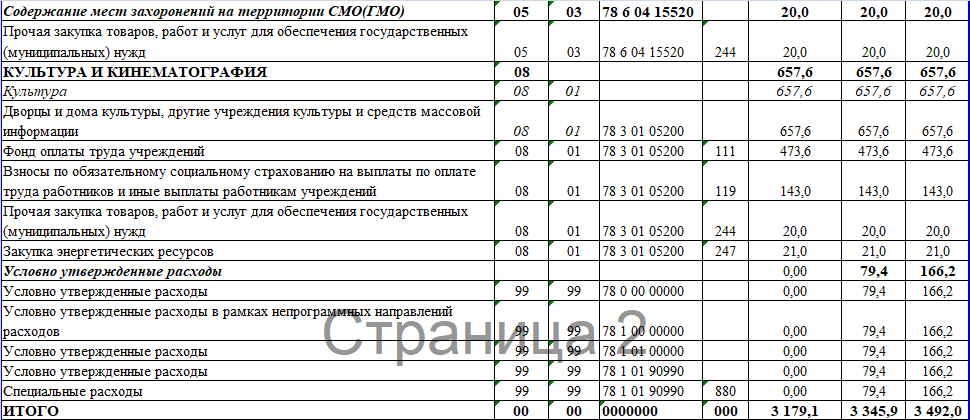 Содержание мест захоронений на территории СМО(ГМО) 05 03 78 6 04 15520 20,0 20,0 20,0
Прочая закупка товаров, работ и услуг для обеспечения государственных
(муниципальных) нужд 05 03 78 6 04 15520 244 20,0 20,0 20,0
КУЛЬТУРА И КИНЕМАТОГРАФИЯ 08 657,6 657,6 657,6
Культура 08 01 657,6 657,6 657,6
Дворцы и дома культуры, другие учреждения культуры и средств массовой
информации 08 01 78 3 01 05200 657,6 657,6 657,6
Фонд оплаты труда учреждений 08 01 78 3 01 05200 111 473,6 473,6 473,6
Взносы по обязательному социальному страхованию на выплаты по оплате
труда работников и иные выплаты работникам учреждений 08 01 78 3 01 05200 119 143,0 143,0 143,0
Прочая закупка товаров, работ и услуг для обеспечения государственных
(муниципальных) нужд 08 01 78 3 01 05200 244 20,0 20,0 20,0
Закупка энергетических ресурсов 08 01 78 3 01 05200 247 21,0 21,0 21,0
Условно утвержденные расходы 0,00 79,4 166,2
Условно утвержденные расходы 99 99 78 0 00 00000 0,00 79,4 166,2
Условно утвержденные расходы в рамках непрограммных направлений
расходов 99 99 78 1 00 00000 0,00 79,4 166,2
Страница 2
Условно утвержденные расходы 99 99 78 1 01 00000 0,00 79,4 166,2
Условно утвержденные расходы 99 99 78 1 01 90990 0,00 79,4 166,2
Специальные расходы 99 99 78 1 01 90990 880 0,00 79,4 166,2
ИТОГО 00 00 0000000 000 3 179,1 3 345,9 3 492,0